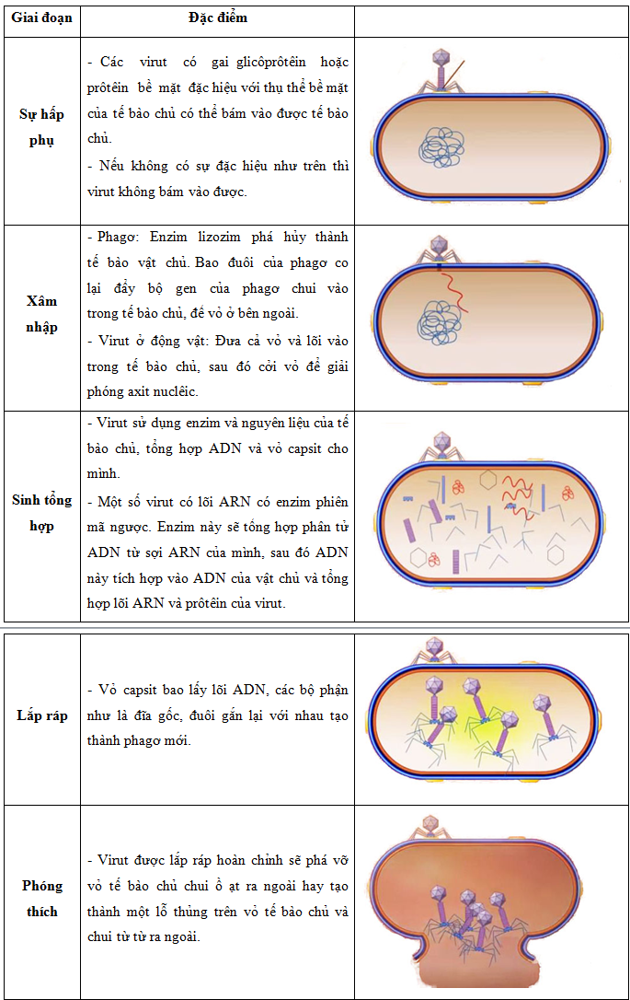 Giai đoạn
Đặc điểm
Sự hấp
phụ
- Các virut có gai glicôprôtêin hoặc
prôtêin bề mặt đặc hiệu với thụ thể bề mặt
của tế bào chủ có thể bám vào được tế bào
chủ.
- Nếu không có sự đặc hiệu như trên thì
virut không bám vào được.
Xâm
nhập
- Phagơ: Enzim lizozim phá hủy thành
tế bào vật chủ. Bao đuôi của phagơ co
lại đẩy bộ gen của phagơ chui vào
trong tế bào chủ, để vỏ ở bên ngoài.
- Virut ở động vật: Đưa cả vỏ và lõi vào
trong tế bào chủ, sau đó cởi vỏ để giải
phóng axit nuclêic.
Sinh tổng
hợp
- Virut sử dụng enzim và nguyên liệu của tế
bào chủ, tổng hợp ADN và vỏ capsit cho
mình.
- Một số virut có lõi ARN có enzim phiên
mã ngược. Enzim này sẽ tổng hợp phân tử
ADN từ sợi ARN của mình, sau đó ADN
này tích hợp vào ADN của vật chủ và tổng
hợp lõi ARN và prôtêin của virut.
Lắp ráp
- Vỏ capsit bao lấy lõi ADN, các bộ phận
như là đĩa gốc, đuôi gắn lại với nhau tạo
thành phagơ mới.
Phóng
thích
- Virut được lắp ráp hoàn chỉnh sẽ phá vỡ
vỏ tế bào chủ chui ồ ạt ra ngoài hay tạo
thành một lỗ thủng trên vỏ tế bào chủ và
chui từ từ ra ngoài.